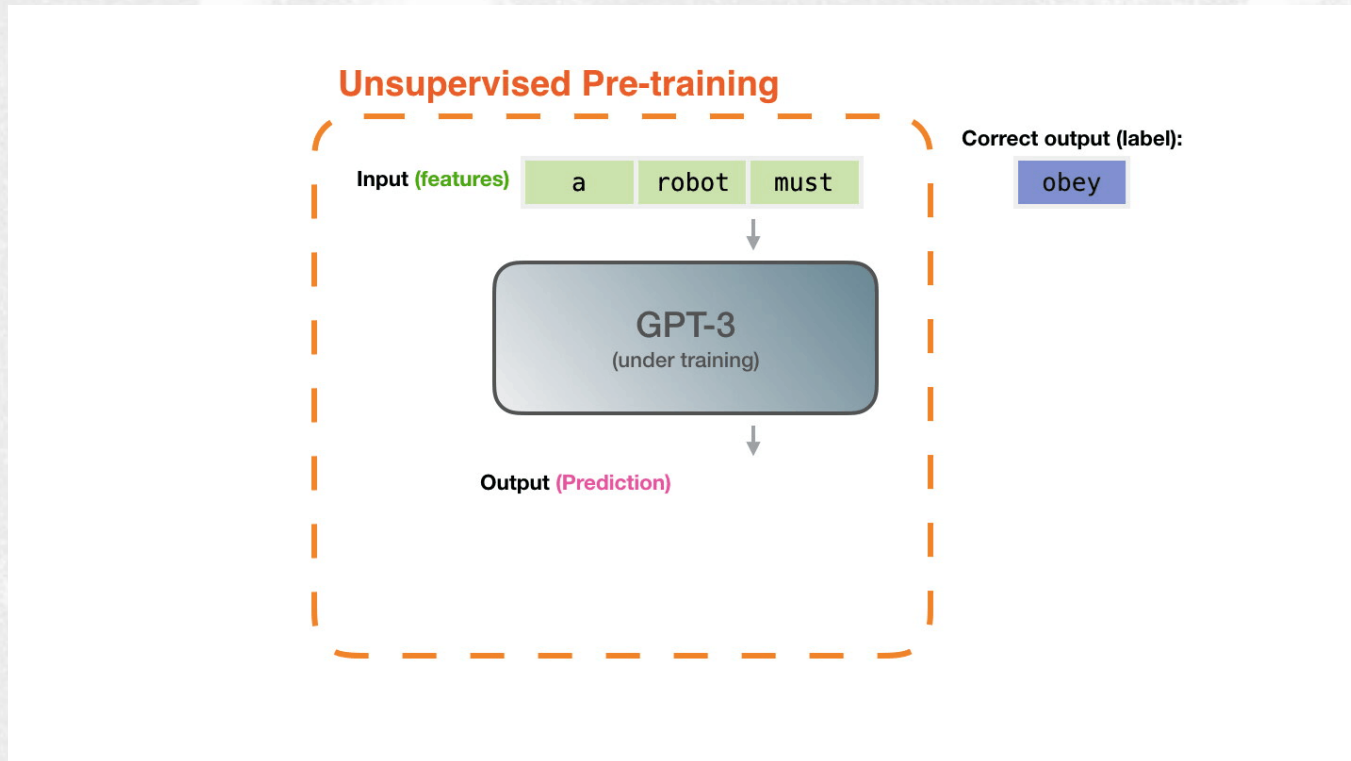 Unsupervised Pre-training
Correct output (label):
Input (features) a robot must
obey
GPT-3
(under training)
Output (Prediction)